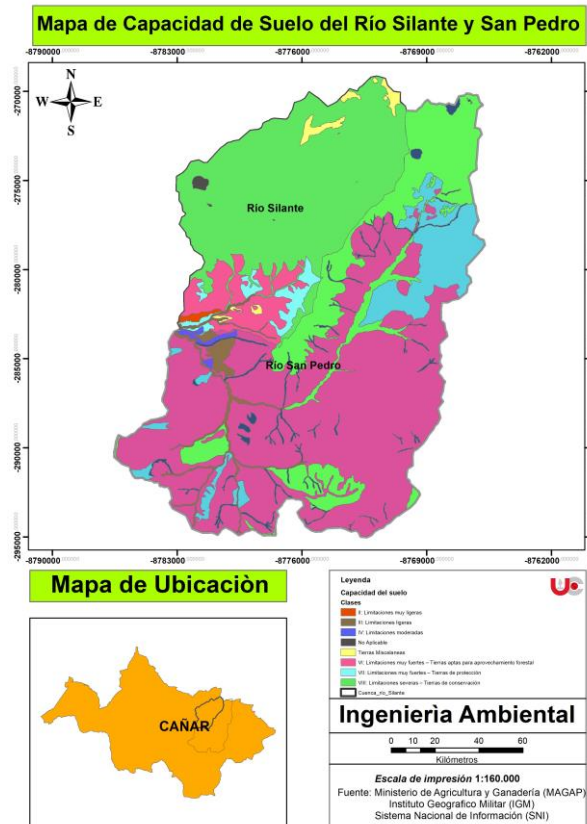 Mapa de Capacidad de Suelo del Río Silante y San Pedro
-8790000 -8783000 -8776000 -8769000 -8762000
N
W E
S
-270000
-275000
Río Silante
-280000
-285000
Río San Pedro
-290000
-295000
-8790000 -8783000 -8776000 -8769000 -8762000
Mapa de Ubicaciòn
CAÑAR
Leyenda
Capacidad del suelo
Clases
II: Limitaciones muy ligeras
III: Limitaciones ligeras
IV: Limitaciones moderadas
No Aplicable
Tierras Miscelaneas
VI: Limitaciones muy fuertes – Tierras aptas para aprovechamiento forestal
VII: Limitaciones muy fuertes – Tierras de protección
VIII: Limitaciones severas – Tierras de conservación
Cuenca_rio_Silante
Ingenierìa Ambiental
0 10 20 40 60
Kilómetros
Escala de impresión 1:160.000
Fuente: Ministerio de Agricultura y Ganadería (MAGAP)
Instituto Geografico Militar (IGM)
Sistema Nacional de Información (SNI)